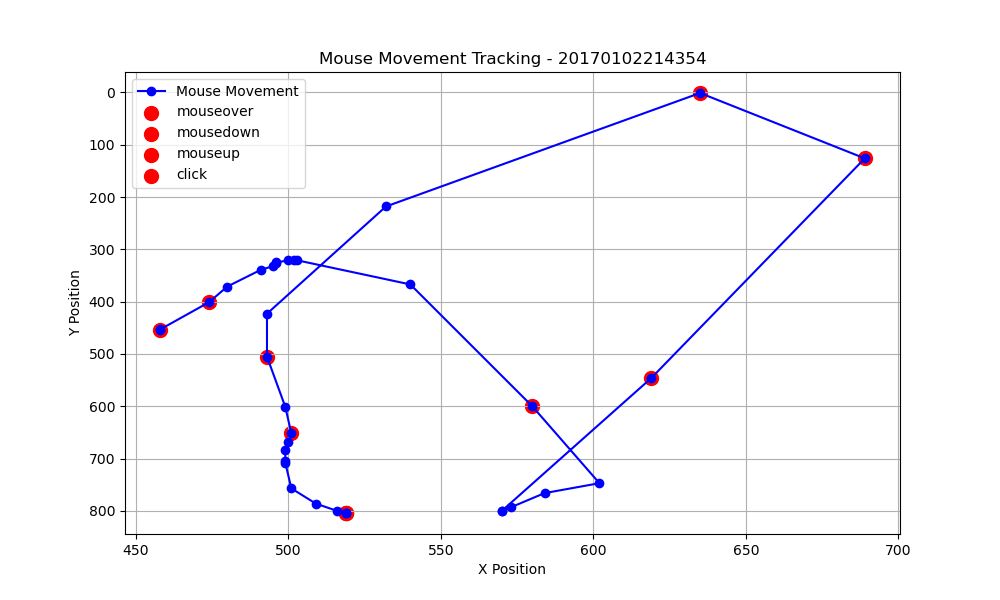 Mouse Movement Tracking - 20170102214354
Mouse Movement
mouseover
mousedown
mouseup
click
0
100
200
300
400
500
600
700
800
Y Position
450
500
550
600
650
700
X Position